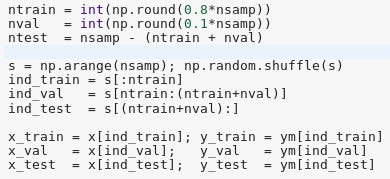 ntrain = int(np.round(0.8*nsamp))
nval   = int(np.round(0.1*nsamp))
ntest  = nsamp - (ntrain + nval)
s = np.arange(nsamp); np.random.shuffle(s)
ind_train = s[:ntrain]
ind_val   = s[ntrain:(ntrain+nval)]
ind_test  = s[(ntrain+nval):]
x_train = x[ind_train]; y_train = ym[ind_train]
x_val   = x[ind_val];   y_val   = ym[ind_val]
x_test  = x[ind_test];  y_test  = ym[ind_test]